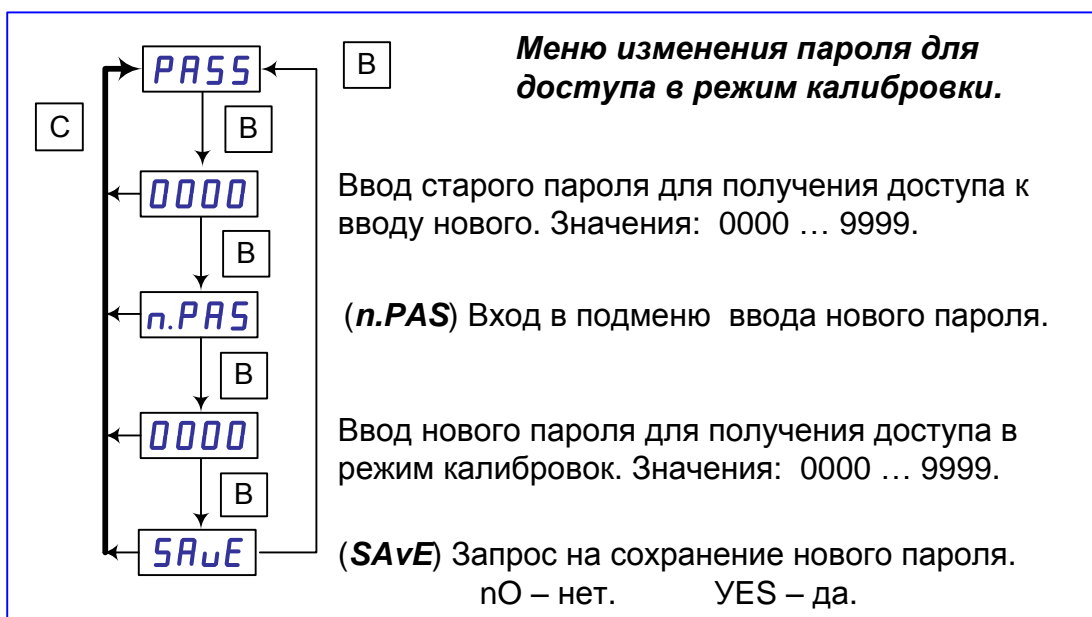 PASS
B
Меню изменения пароля для
доступа в режим калибровки.
C
B
0000
Ввод старого пароля для получения доступа к
вводу нового. Значения: 0000 … 9999.
B
n.PAS
(n.PAS) Вход в подменю ввода нового пароля.
B
0000
Ввод нового пароля для получения доступа в
режим калибровок. Значения: 0000 … 9999.
B
SAvE
(SAvE) Запрос на сохранение нового пароля.
nO – нет. УES – да.